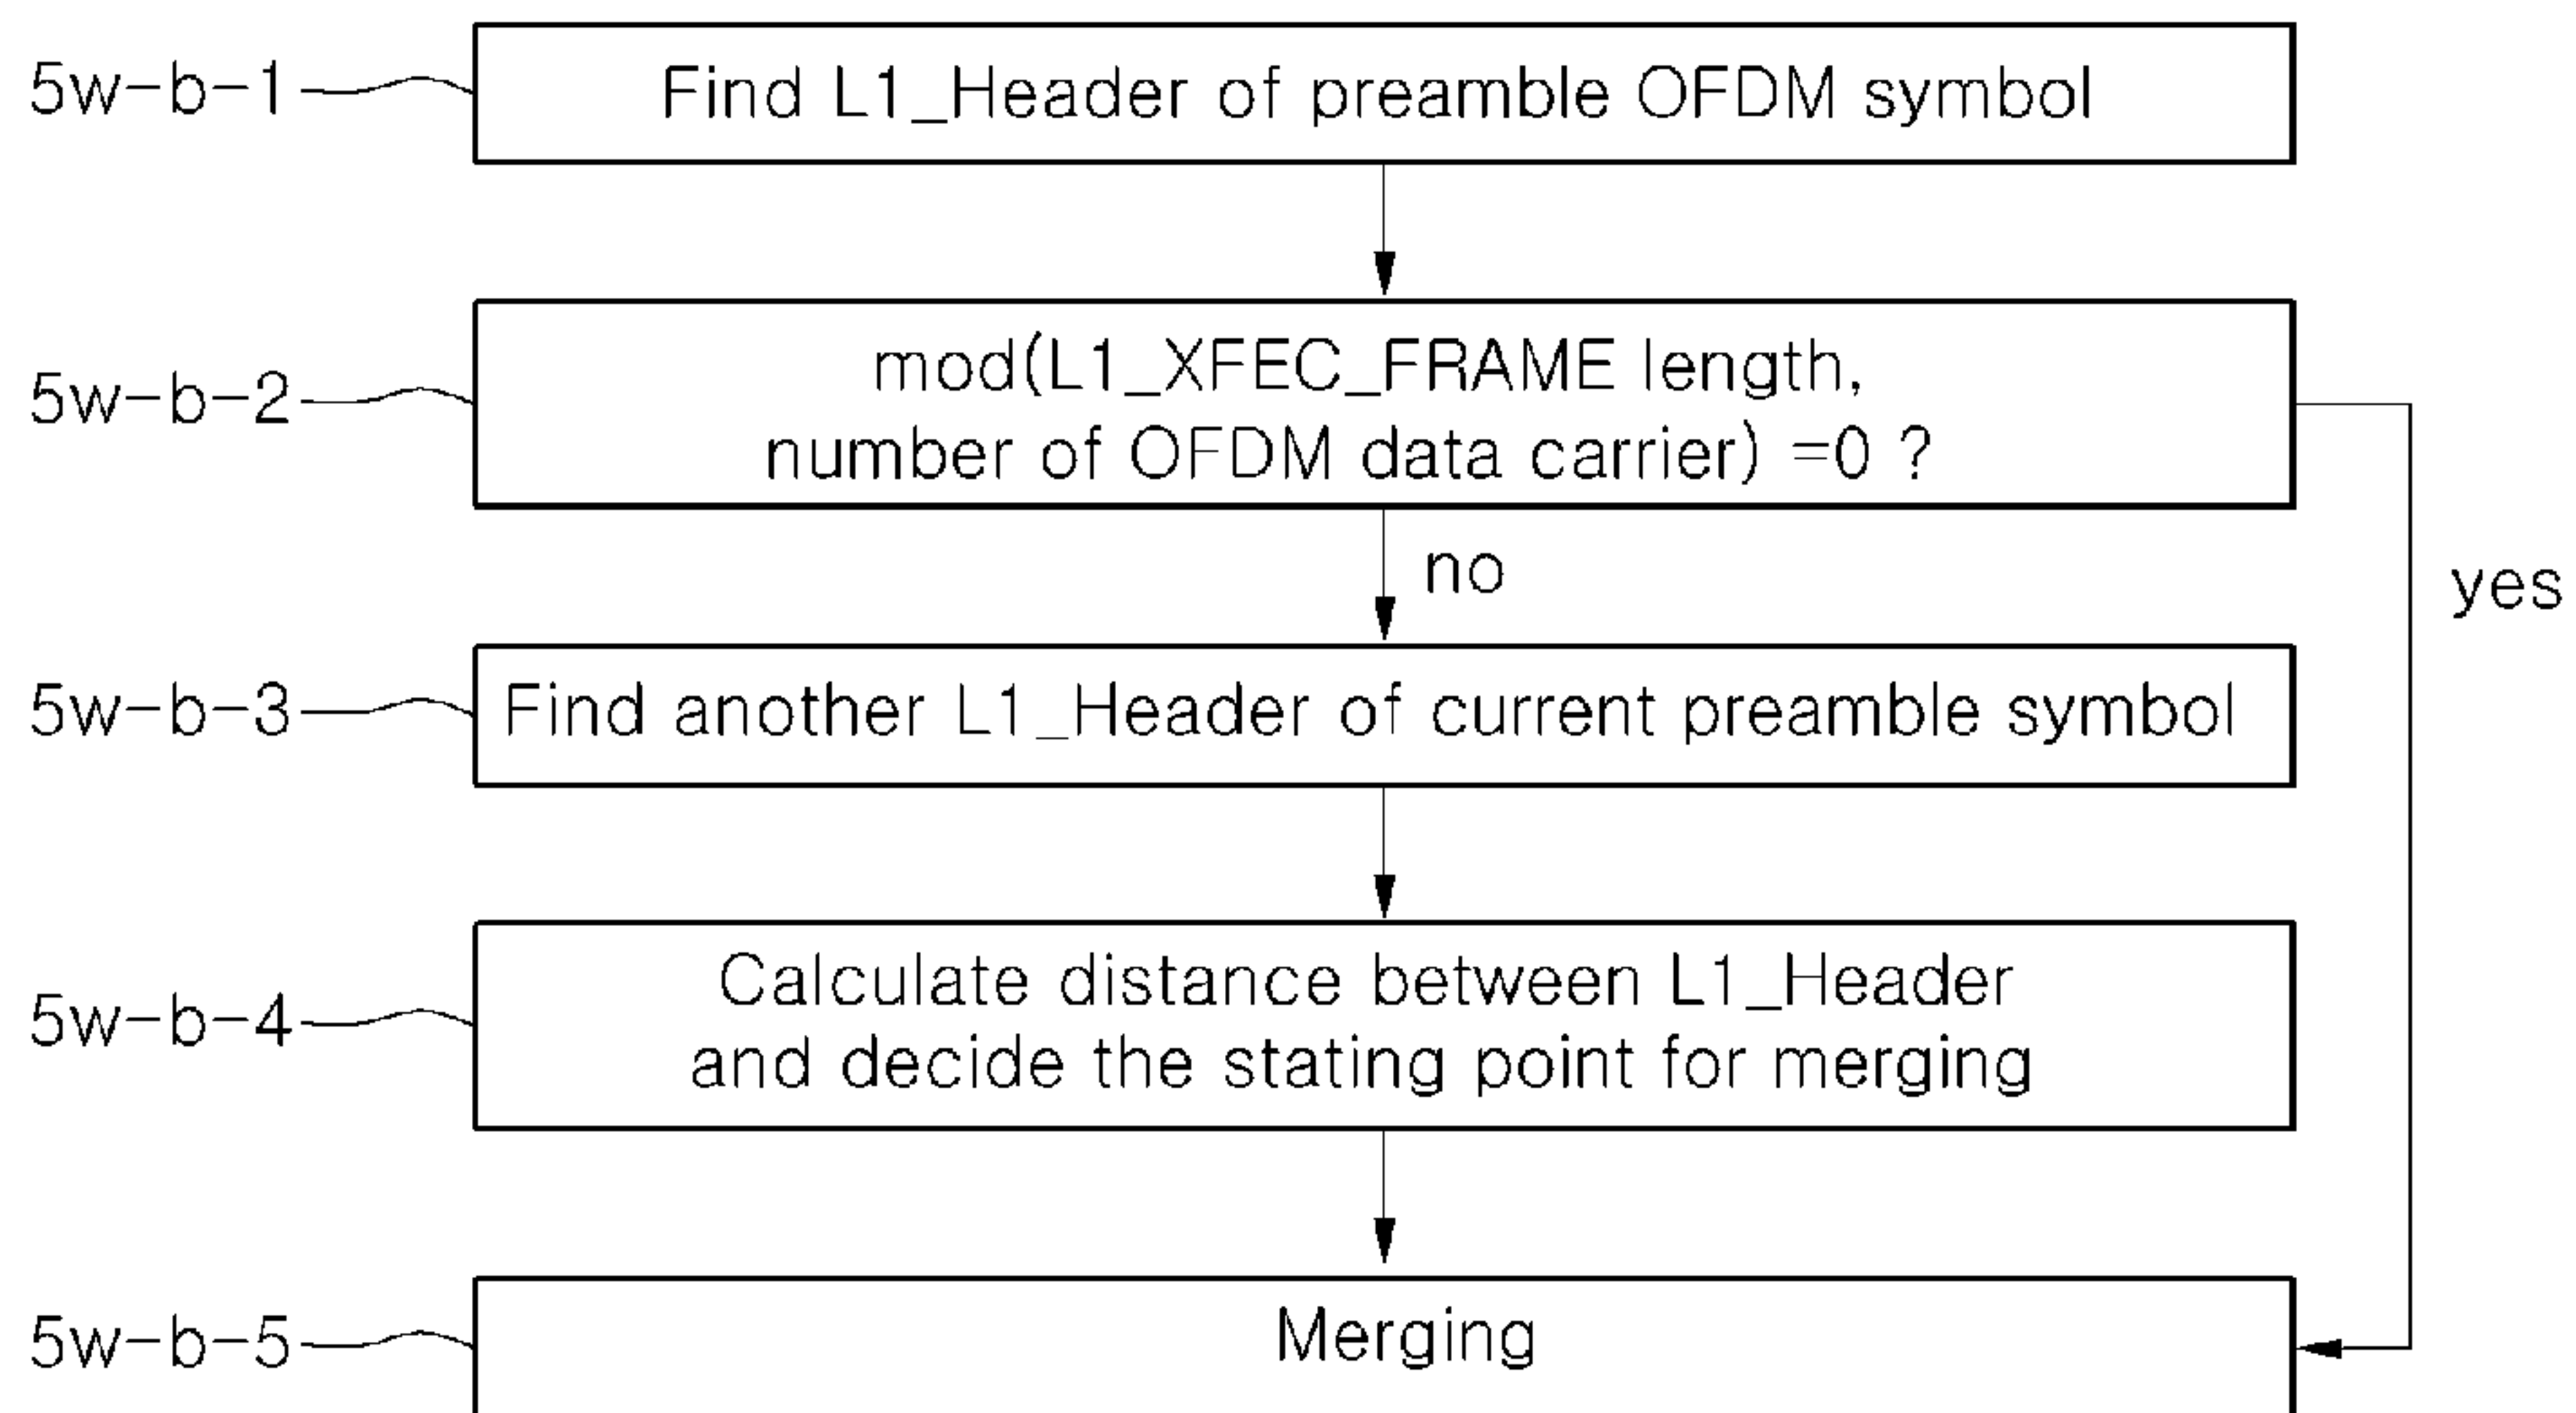 5w-b-1
Find L1_Header of preamble OFDM symbol
5w-b-2
mod(L1_XFEC_FRAME length,
number of OFDM data carrier) =0 ?
no
yes
5w-b-3
Find another L1_Header of current preamble symbol
5w-b-4
Calculate distance between L1_Header
and decide the stating point for merging
5w-b-5
Merging